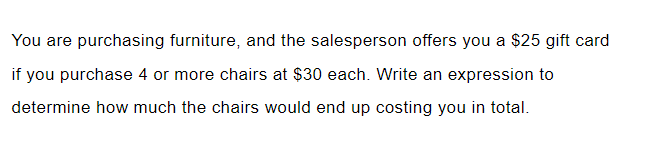 You are purchasing furniture, and the salesperson offers you a $25 gift card
if you purchase 4 or more chairs at $30 each. Write an expression to
determine how much the chairs would end up costing you in total.